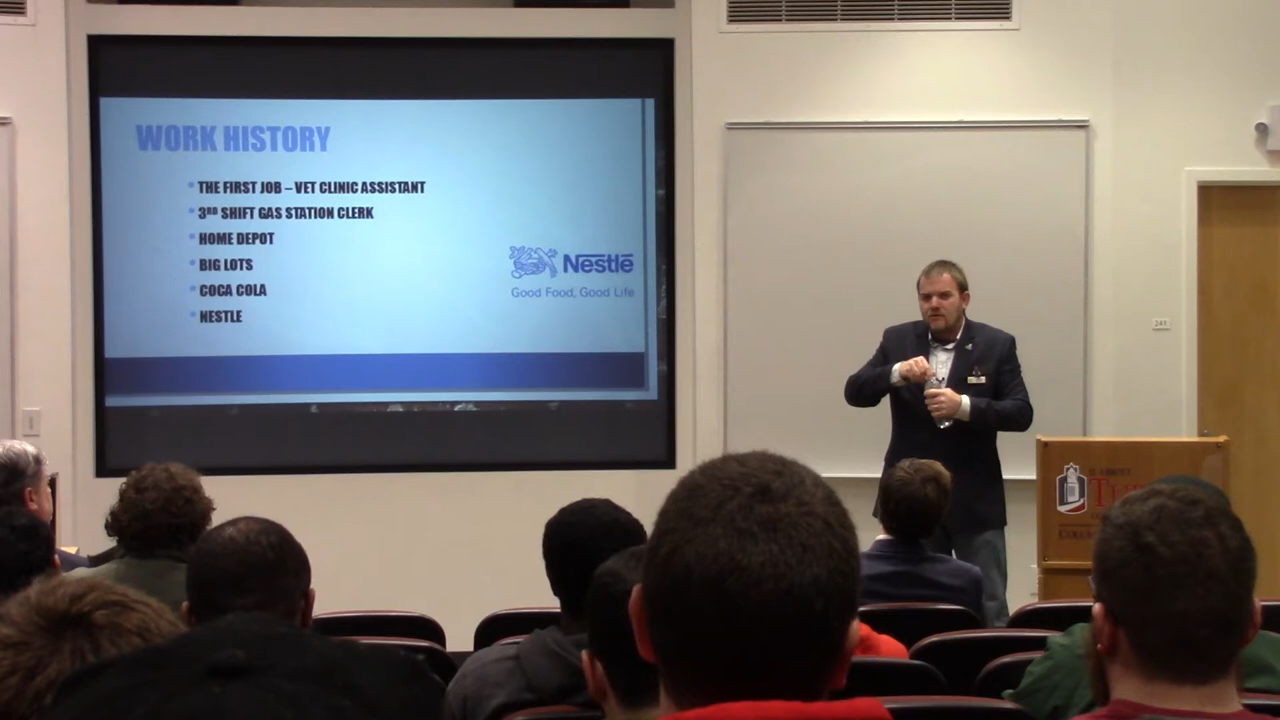 WORK HISTORY
• THE FIRST JOB – VET CLINIC ASSISTANT
• 3RD SHIFT GAS STATION CLERK
• HOME DEPOT
• BIG LOTS
• COCA COLA
• NESTLE
Nestlé
Good Food, Good Life
241